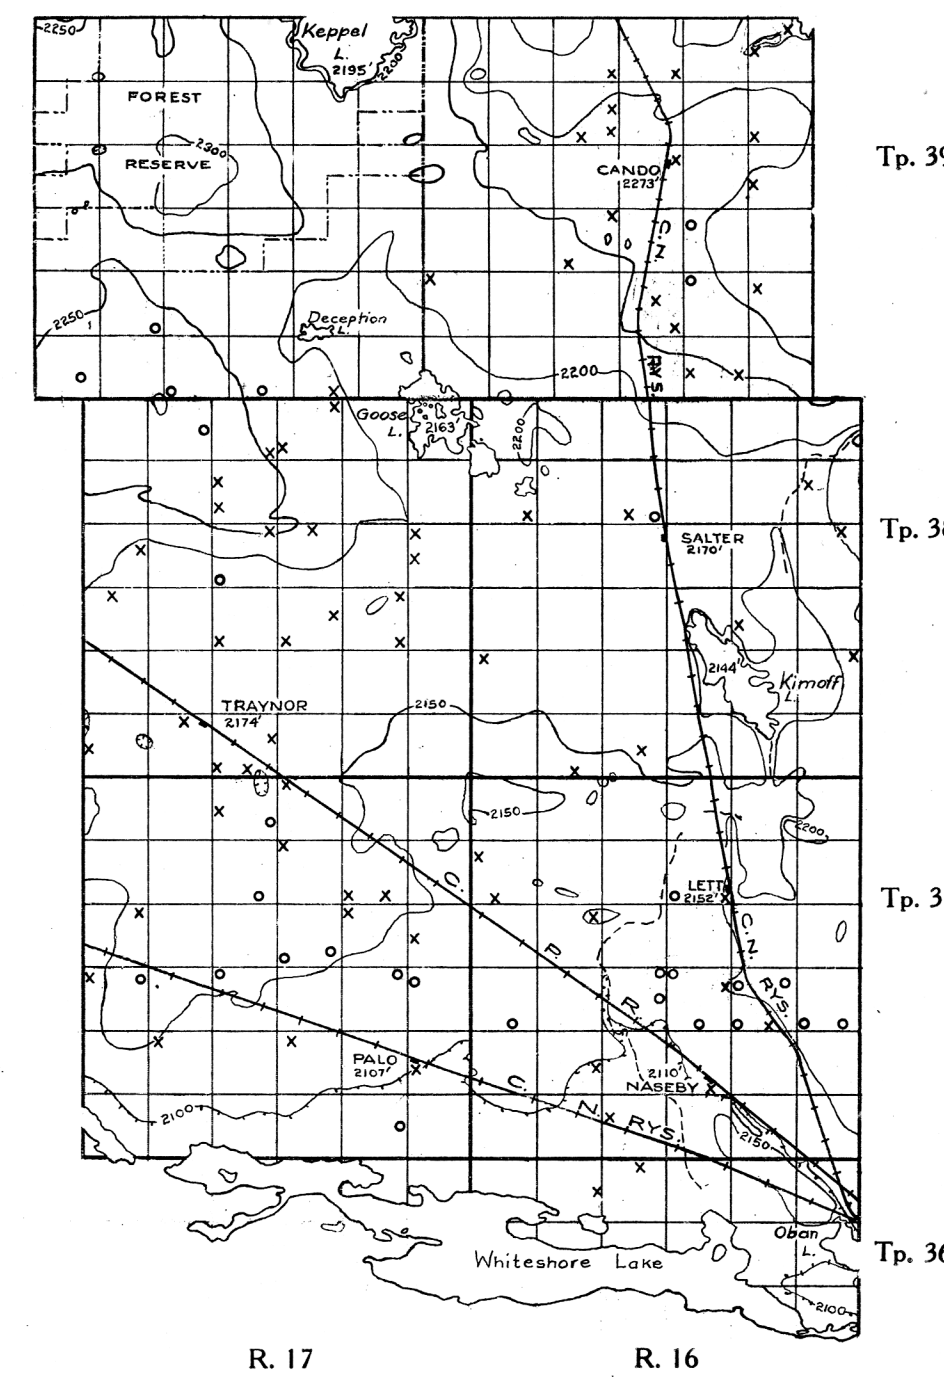 2250
Keppel
L.
2195'
2200
FOREST
RESERVE
2300
Tp. 39
CANDO
2273'
C.N.
RYS.
2250
Deception
L.
2200
Goose
L.
2163'
2200
Tp. 38
SALTER
2170'
2144'
Kimoff
L.
TRAYNOR
2174'
2150
2150
2200
LETT
2152'
Tp. 3
C.
P.
R.
C.N.
RYS.
PALO
2107'
2110'
NASEBY
C.
N.
RYS.
2100
2150
Oban
L.
Whiteshore Lake
Tp. 36
2100
R. 17
R. 16